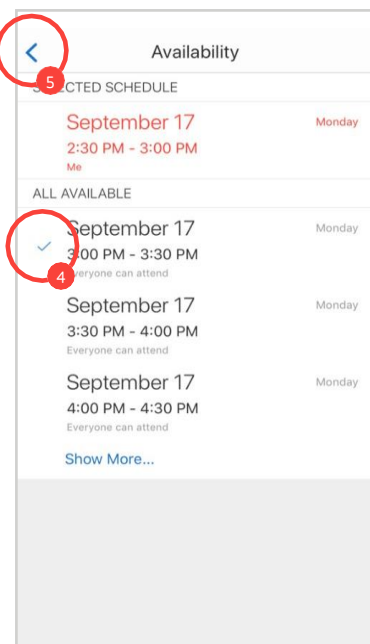 Availability
5
SELECTED SCHEDULE
September 17 Monday
2:30 PM - 3:00 PM
Me
ALL AVAILABLE
September 17 Monday
3:00 PM - 3:30 PM
4
Everyone can attend
September 17 Monday
3:30 PM - 4:00 PM
Everyone can attend
September 17 Monday
4:00 PM - 4:30 PM
Everyone can attend
Show More...